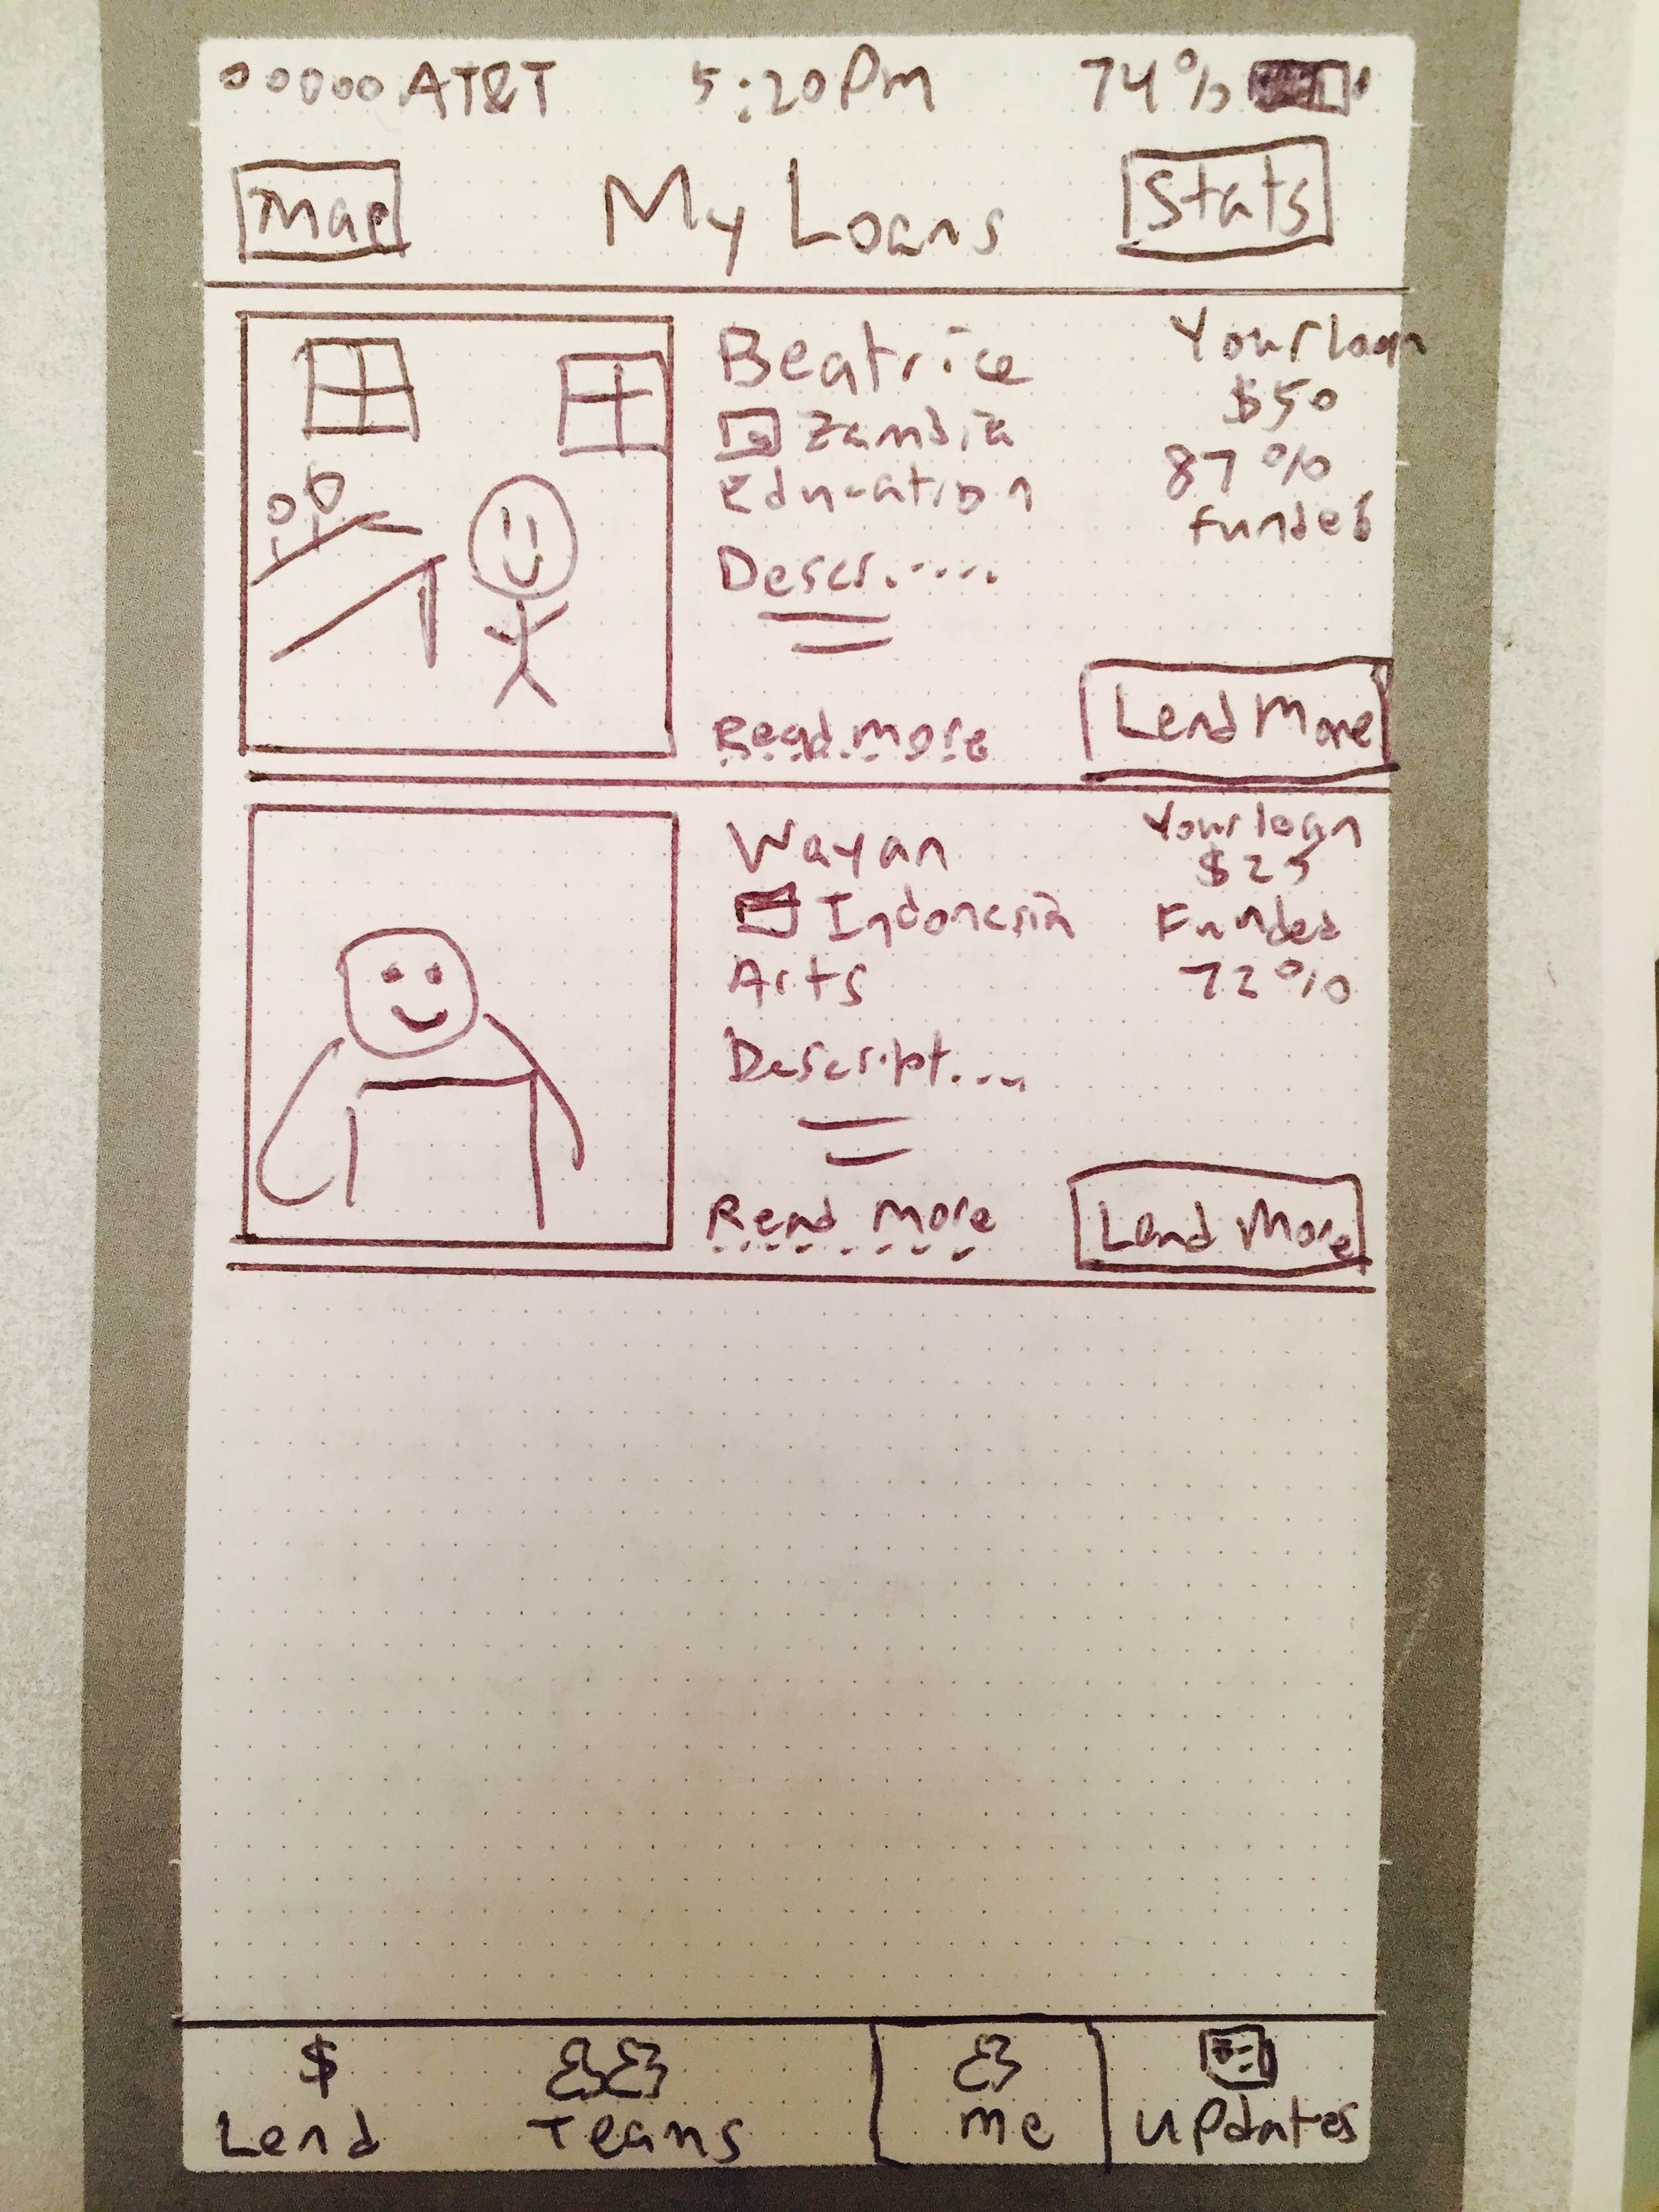 ooooo AT&T 5:20Pm 74%
Map My Loans Stats
Beatrice
Zambia
Education
Descr......
Read more
Your loan
$50
87%
funded
Lend More
Wayan
Indonesia
Arts
Descript....
Read more
Your loan
$25
Funded
72%
Lend More
$
Lend Teams me updates